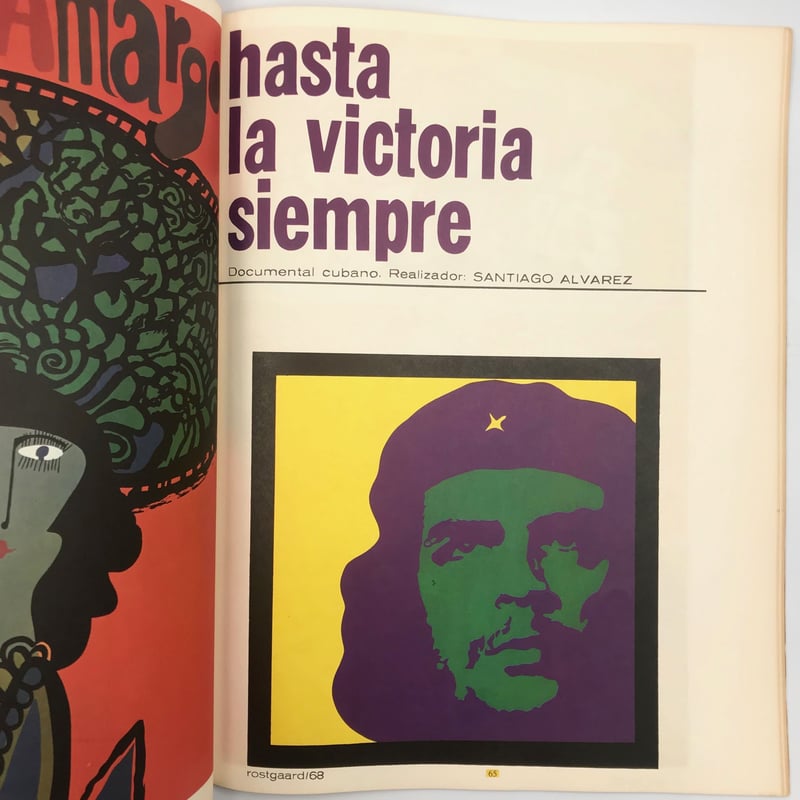 Amargo
hasta
la victoria
siempre
Documental cubano. Realizador: SANTIAGO ALVAREZ
rostgaard/68
65